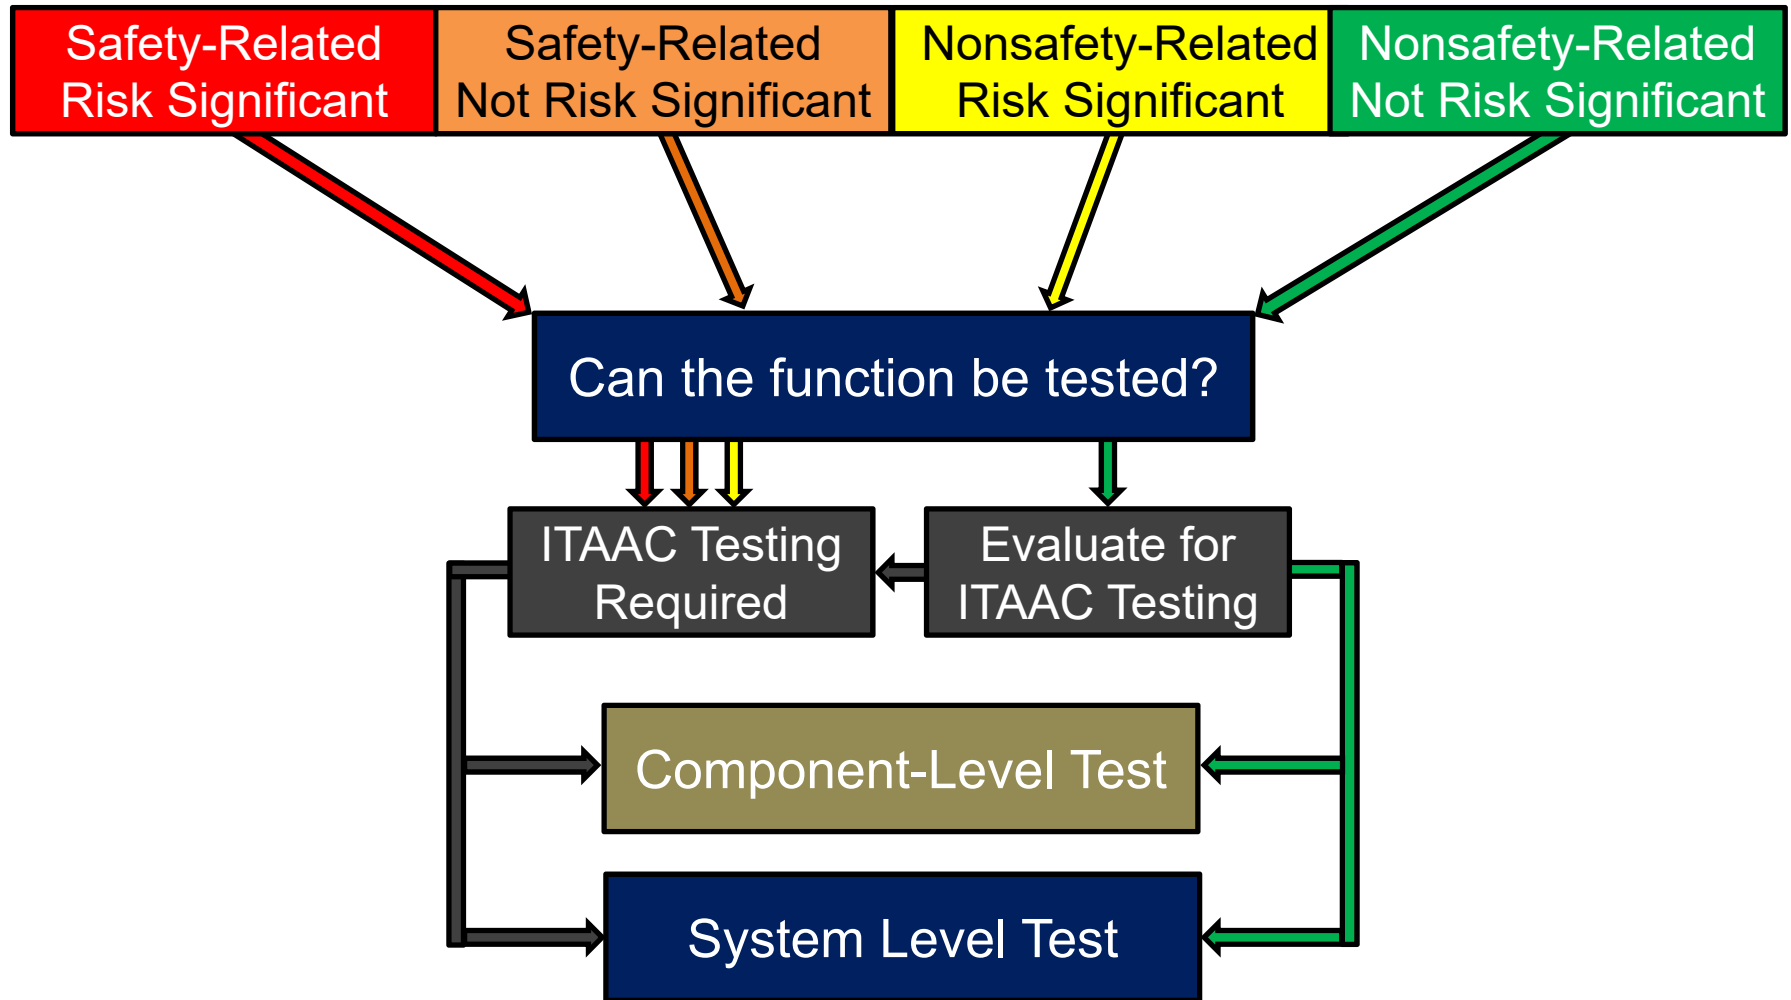 Safety-Related
Risk Significant
Safety-Related
Not Risk Significant
Nonsafety-Related
Risk Significant
Nonsafety-Related
Not Risk Significant
Can the function be tested?
ITAAC Testing
Required
Evaluate for
ITAAC Testing
Component-Level Test
System Level Test